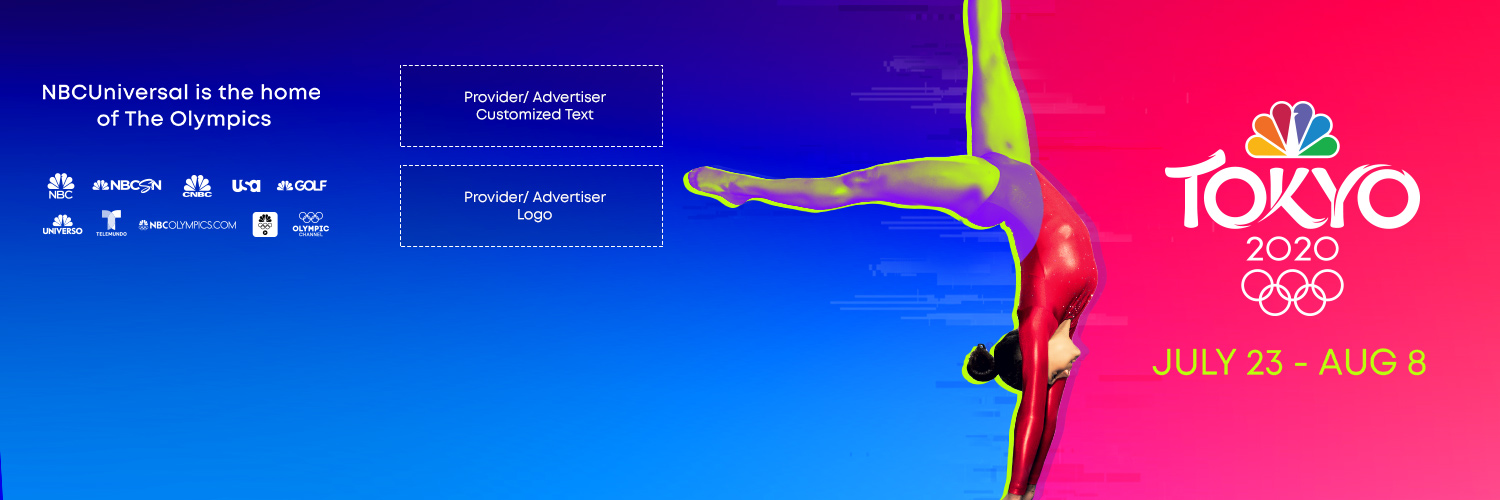 NBCUniversal is the home
of The Olympics
NBC
NBCSN
CNBC
USA
GOLF
UNIVERSO
TELEMUNDO
NBCOLYMPICS.COM
OLYMPIC
CHANNEL
Provider/ Advertiser
Customized Text
Provider/ Advertiser
Logo
TOKYO
2020
JULY 23 - AUG 8